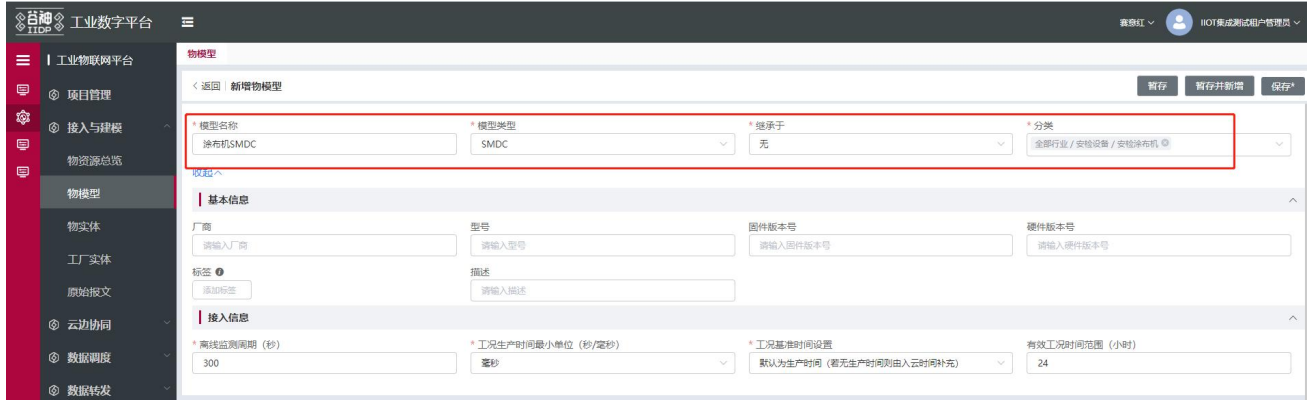 谷神 IIDP 工业数字平台
赛意红 IIOT集成测试租户管理员
工业物联网平台
项目管理
接入与建模
物资源总览
物模型
物实体
工厂实体
原始报文
云边协同
数据调度
数据转发
物模型
返回 新增物模型 暂存 暂存并新增 保存*
* 模型名称 * 模型类型 * 继承于 * 分类
涂布机SMDC SMDC 无 全部行业 / 安检设备 / 安检涂布机
收起
基本信息
厂商 型号 固件版本号 硬件版本号
请输入厂商 请输入型号 请输入固件版本号 请输入硬件版本号
标签 描述
添加标签 请输入描述
接入信息
* 离线监测周期（秒） * 工况生产时间最小单位（秒/毫秒） * 工况基准时间设置 有效工况时间范围（小时）
300 毫秒 默认为生产时间（若无生产时间则由入云时间补充） 24